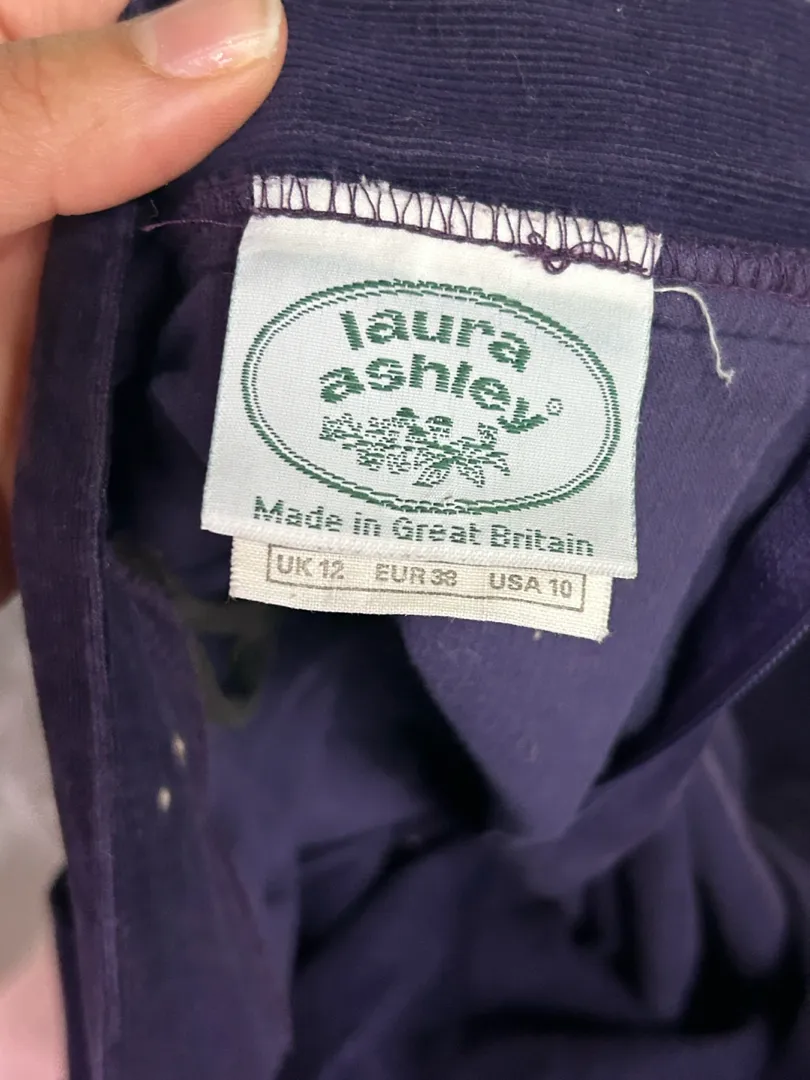 laura
ashley®
Made in Great Britain
UK 12 EUR 38 USA 10